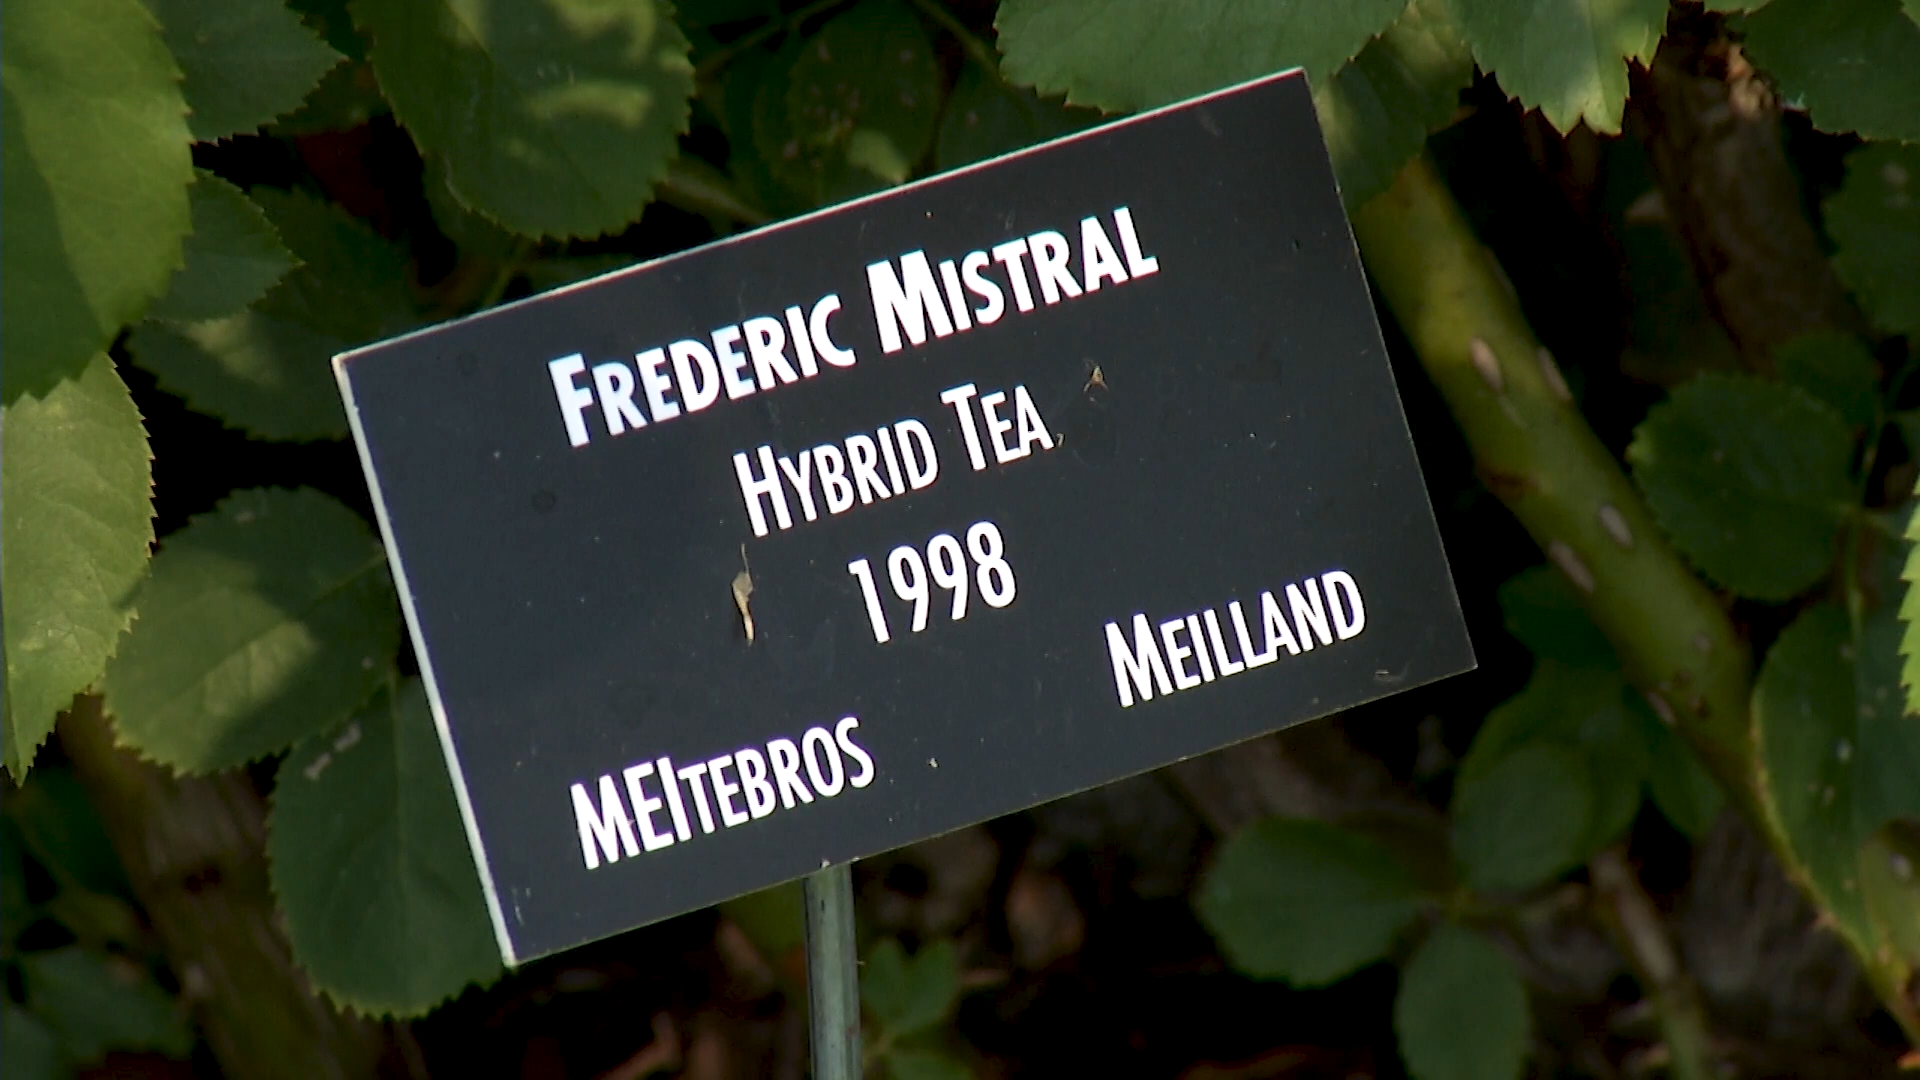 FREDERIC MISTRAL
HYBRID TEA
1998
MEILLAND
MEITEBROS